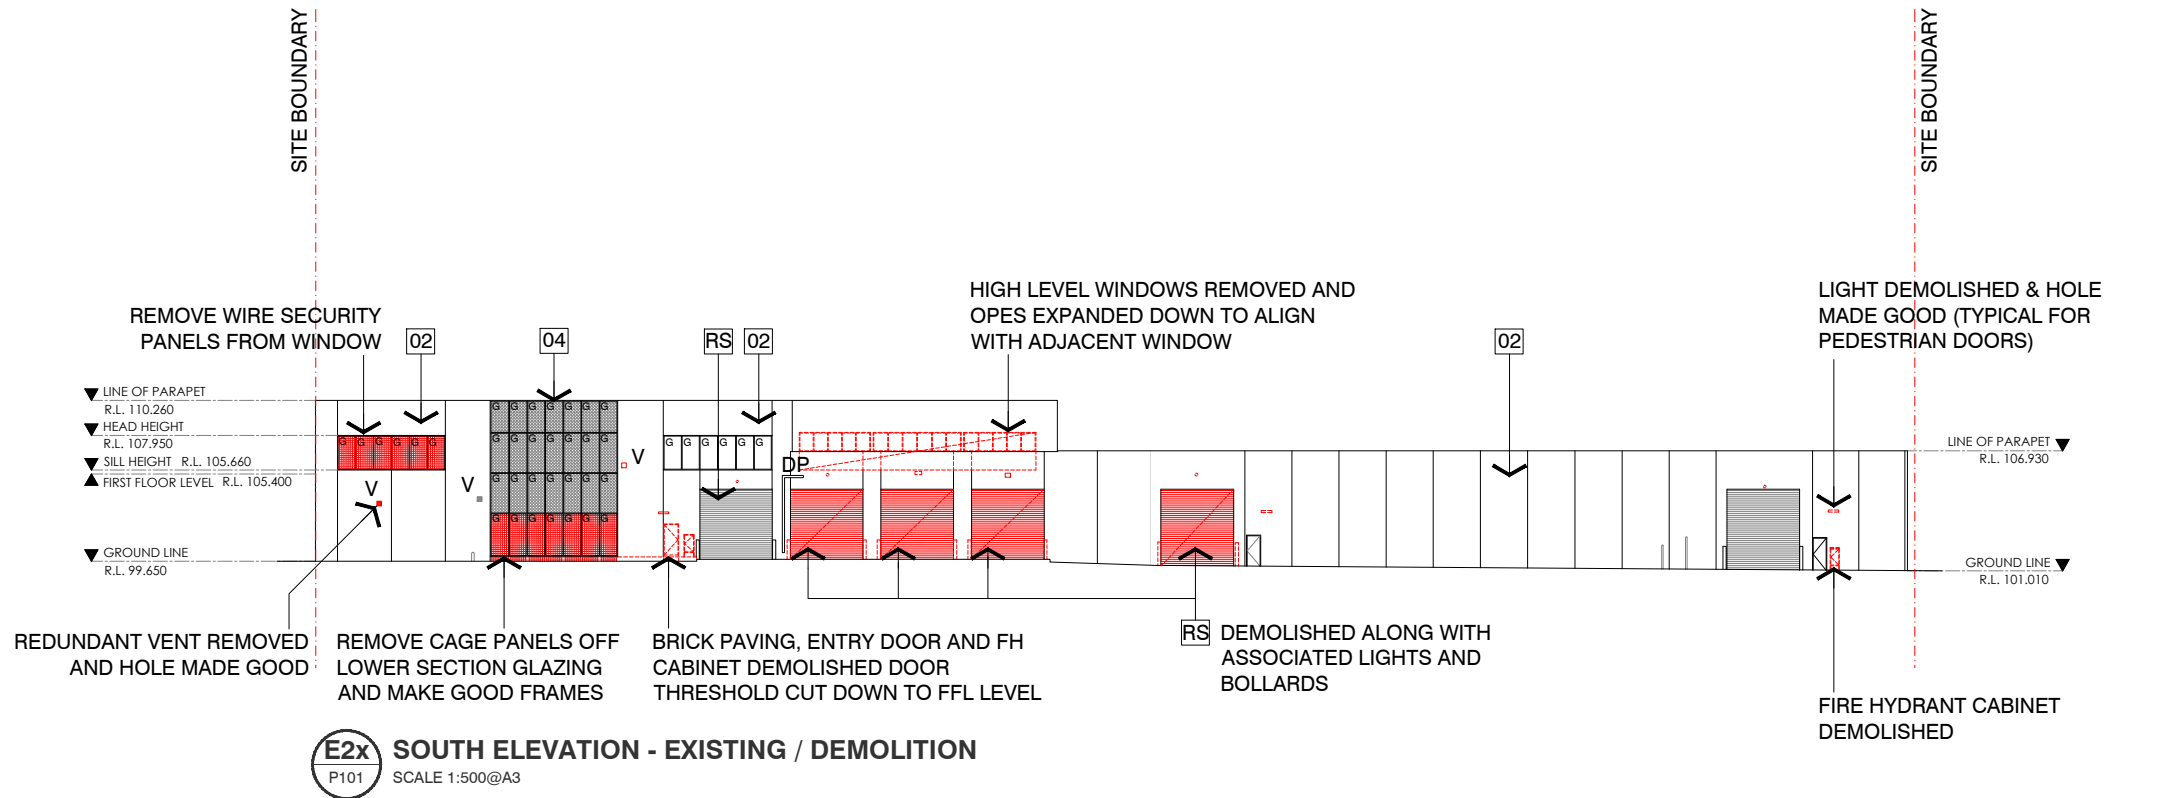 SITE BOUNDARY
SITE BOUNDARY
REMOVE WIRE SECURITY
PANELS FROM WINDOW
02
04
RS
02
HIGH LEVEL WINDOWS REMOVED AND
OPES EXPANDED DOWN TO ALIGN
WITH ADJACENT WINDOW
02
LIGHT DEMOLISHED & HOLE
MADE GOOD (TYPICAL FOR
PEDESTRIAN DOORS)
LINE OF PARAPET
R.L. 110.260
HEAD HEIGHT
R.L. 107.950
SILL HEIGHT R.L. 105.660
FIRST FLOOR LEVEL R.L. 105.400
GROUND LINE
R.L. 99.650
G G G G G G
G G G G G G G
G G G G G G G
G G G G G G G
G G G G G G G
G G G G G G
V
V
V
DP
LINE OF PARAPET
R.L. 106.930
GROUND LINE
R.L. 101.010
REDUNDANT VENT REMOVED
AND HOLE MADE GOOD
REMOVE CAGE PANELS OFF
LOWER SECTION GLAZING
AND MAKE GOOD FRAMES
BRICK PAVING, ENTRY DOOR AND FH
CABINET DEMOLISHED DOOR
THRESHOLD CUT DOWN TO FFL LEVEL
RS DEMOLISHED ALONG WITH
ASSOCIATED LIGHTS AND
BOLLARDS
FIRE HYDRANT CABINET
DEMOLISHED
E2x
P101
SOUTH ELEVATION - EXISTING / DEMOLITION
SCALE 1:500@A3